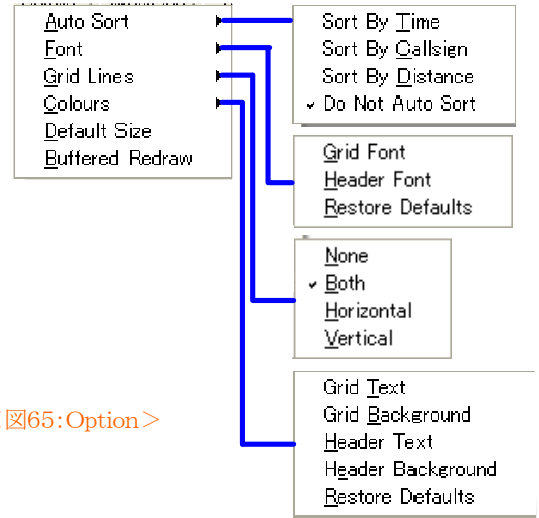 Auto Sort
Font
Grid Lines
Colours
Default Size
Buffered Redraw
Sort By Time
Sort By Callsign
Sort By Distance
Do Not Auto Sort
Grid Font
Header Font
Restore Defaults
None
Both
Horizontal
Vertical
Grid Text
Grid Background
Header Text
Header Background
Restore Defaults
図65:Option＞